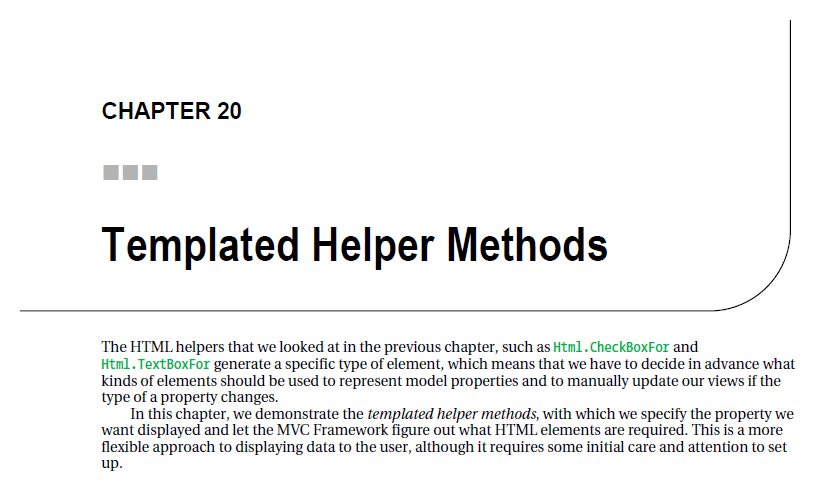 CHAPTER 20
Templated Helper Methods
The HTML helpers that we looked at in the previous chapter, such as Html.CheckBoxFor and
Html.TextBoxFor generate a specific type of element, which means that we have to decide in advance what
kinds of elements should be used to represent model properties and to manually update our views if the
type of a property changes.
In this chapter, we demonstrate the templated helper methods, with which we specify the property we
want displayed and let the MVC Framework figure out what HTML elements are required. This is a more
flexible approach to displaying data to the user, although it requires some initial care and attention to set
up.